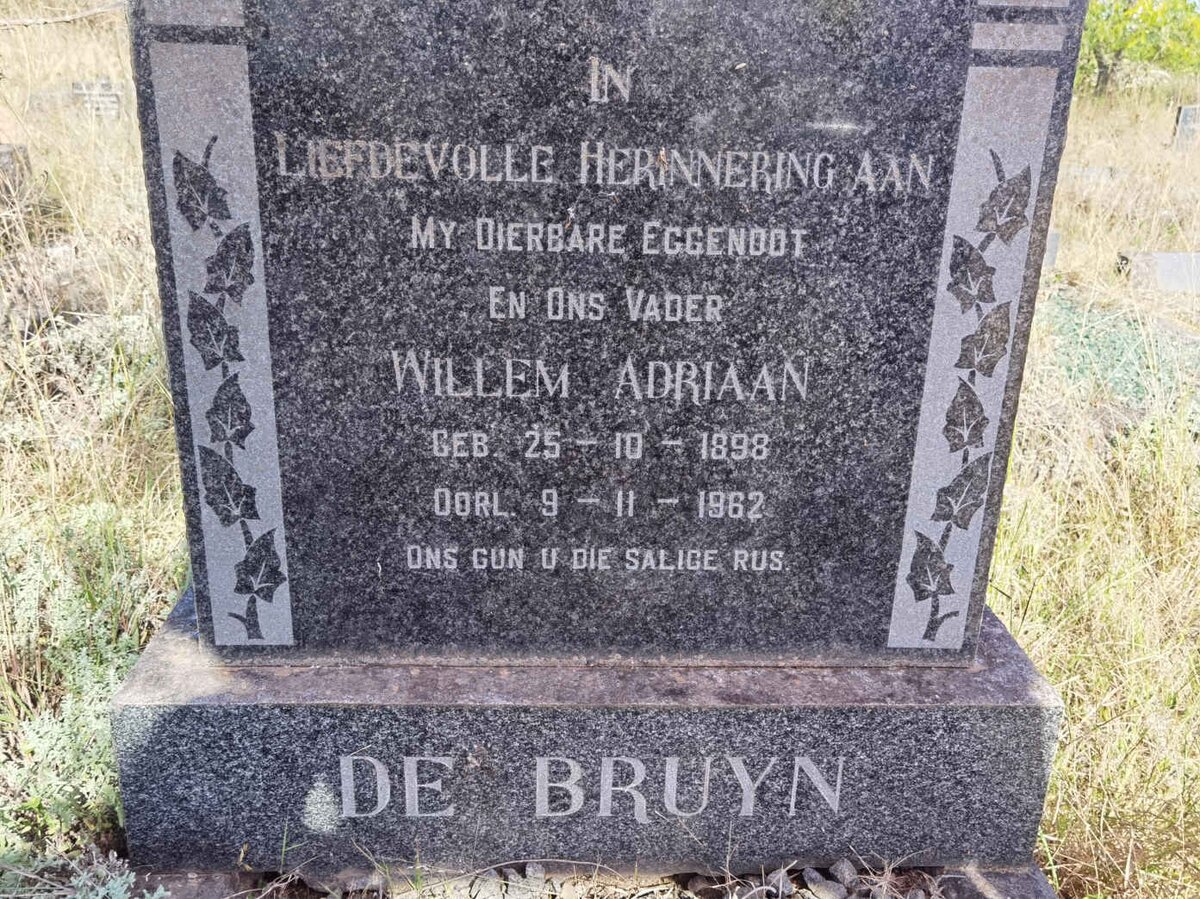 IN
LIEFDEVOLLE HERINNERING AAN
MY DIERBARE EGGENOOT
EN ONS VADER
WILLEM ADRIAAN
GEB. 25 – 10 – 1898
OORL. 9 – 11 – 1962
ONS GUN U DIE SALIGE RUS.
DE BRUYN